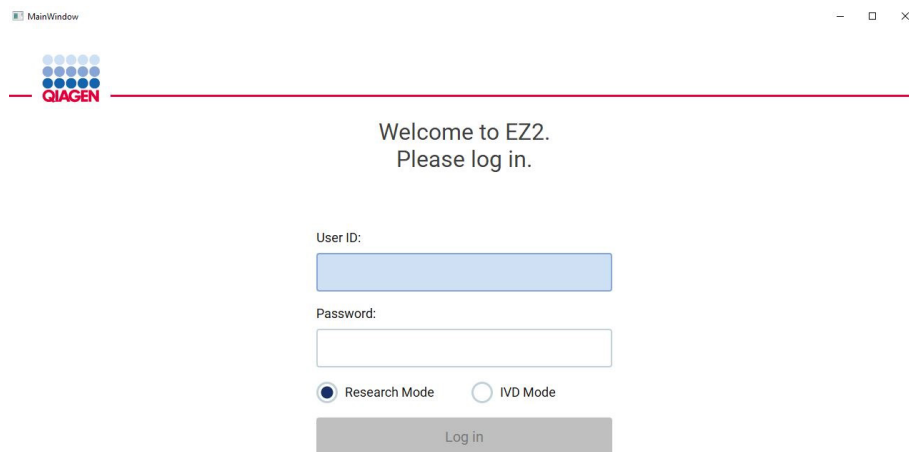 MainWindow
QIAGEN
Welcome to EZ2.
Please log in.
User ID:
Password:
Research Mode IVD Mode
Log in